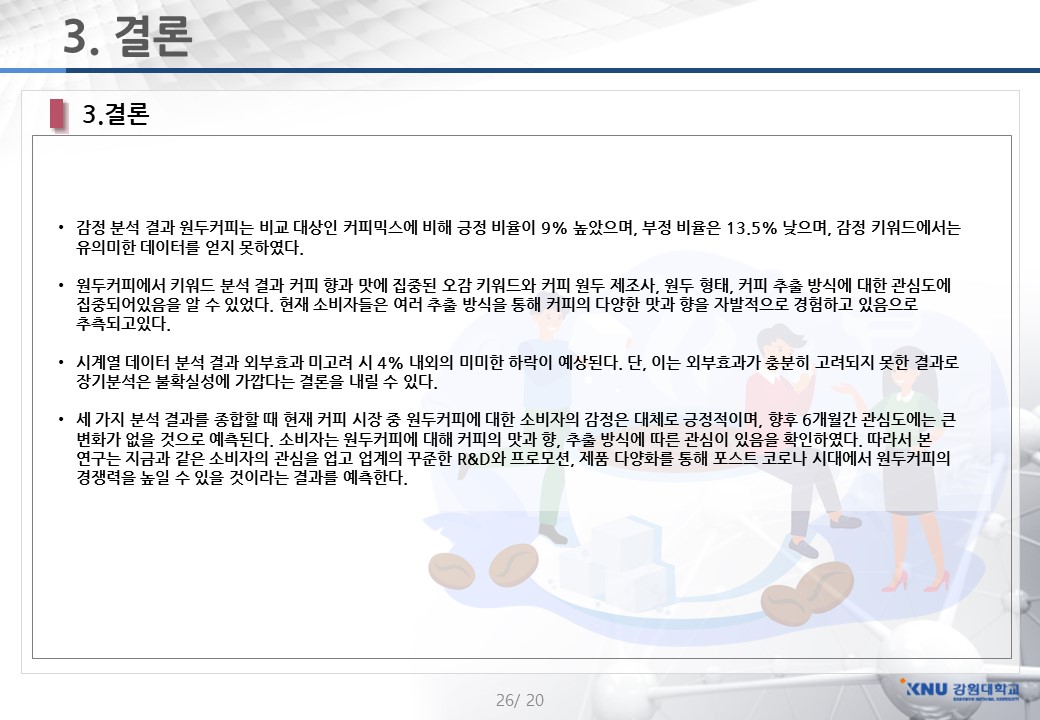 3. 결론
3.결론
• 감정 분석 결과 원두커피는 비교 대상인 커피믹스에 비해 긍정 비율이 9% 높았으며, 부정 비율은 13.5% 낮으며, 감정 키워드에서는
유의미한 데이터를 얻지 못하였다.
• 원두커피에서 키워드 분석 결과 커피 향과 맛에 집중된 오감 키워드와 커피 원두 제조사, 원두 형태, 커피 추출 방식에 대한 관심도에
집중되어있음을 알 수 있었다. 현재 소비자들은 여러 추출 방식을 통해 커피의 다양한 맛과 향을 자발적으로 경험하고 있음으로
추측되고있다.
• 시계열 데이터 분석 결과 외부효과 미고려 시 4% 내외의 미미한 하락이 예상된다. 단, 이는 외부효과가 충분히 고려되지 못한 결과로
장기분석은 불확실성에 가깝다는 결론을 내릴 수 있다.
• 세 가지 분석 결과를 종합할 때 현재 커피 시장 중 원두커피에 대한 소비자의 감정은 대체로 긍정적이며, 향후 6개월간 관심도에는 큰
변화가 없을 것으로 예측된다. 소비자는 원두커피에 대해 커피의 맛과 향, 추출 방식에 따른 관심이 있음을 확인하였다. 따라서 본
연구는 지금과 같은 소비자의 관심을 업고 업계의 꾸준한 R&D와 프로모션, 제품 다양화를 통해 포스트 코로나 시대에서 원두커피의
경쟁력을 높일 수 있을 것이라는 결과를 예측한다.
26/ 20
KNU 강원대학교